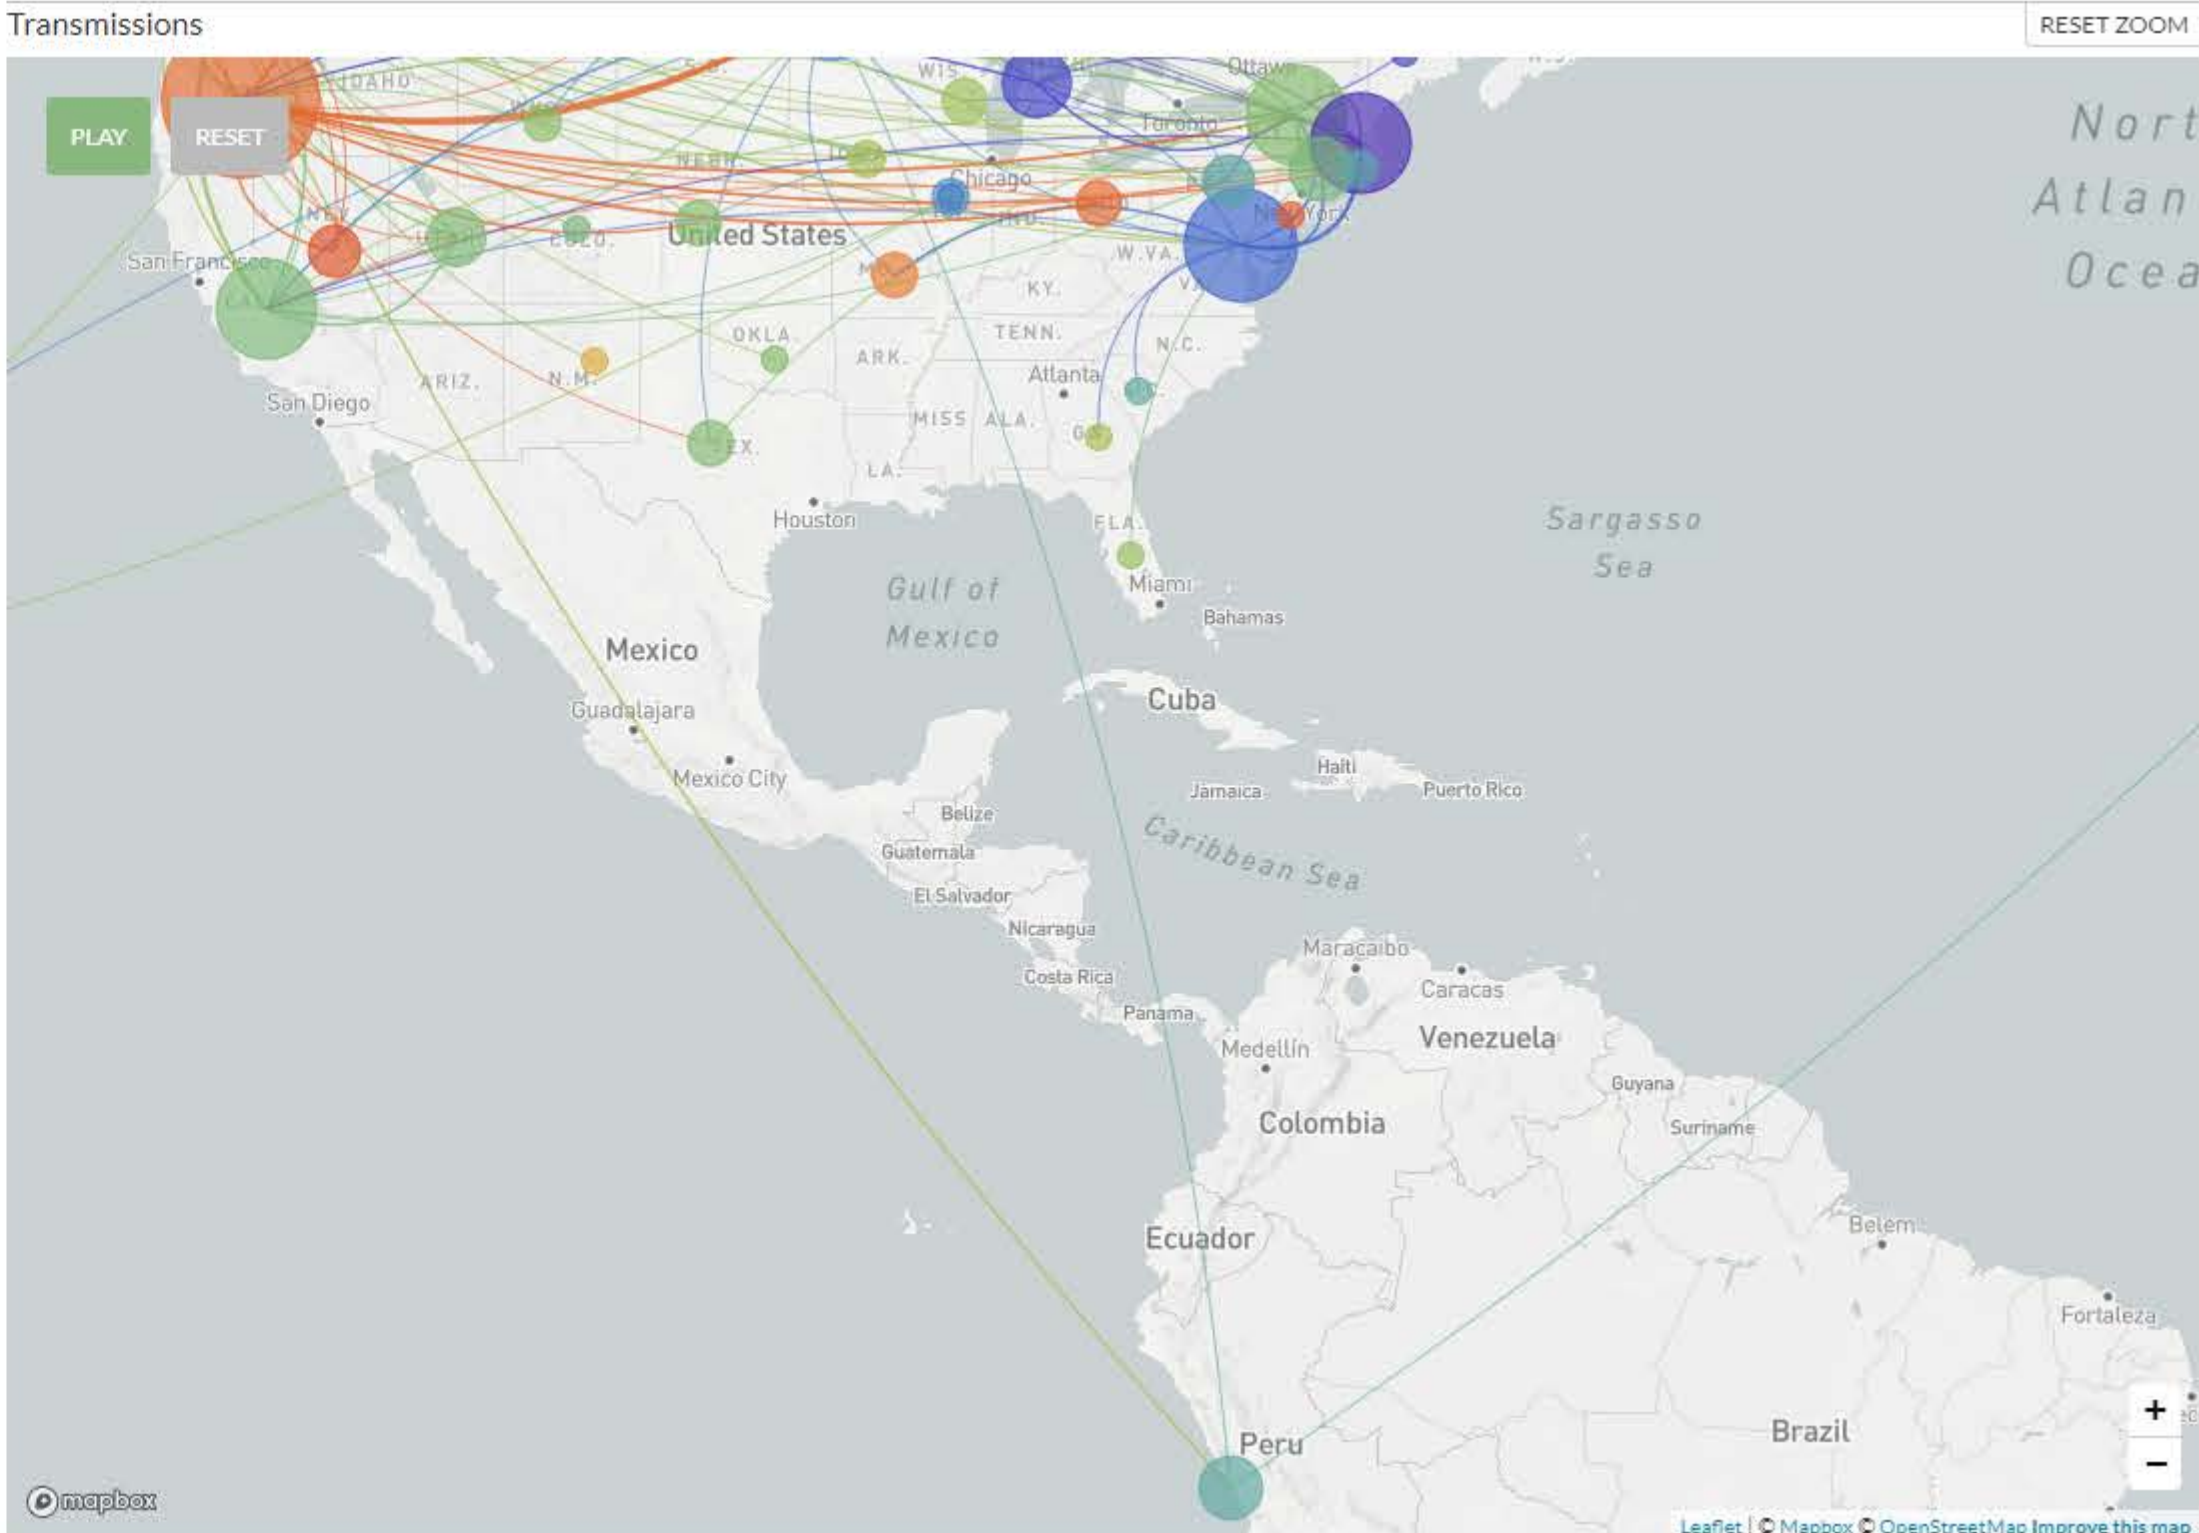 Transmissions
RESET ZOOM
IDAHO
WIS
Ottawa
PLAY
RESET
Toronto
Nort
Atlan
Ocea
NEBR.
Chicago
IND.
New York
United States
COLO.
W.VA.
San Francisco
KY.
OKLA
TENN.
N.C.
ARK.
Atlanta
ARIZ.
N.M.
San Diego
MISS
ALA.
EX.
LA.
Houston
FLA.
Sargasso
Sea
Gulf of
Mexico
Miami
Bahamas
Mexico
Cuba
Guadalajara
Mexico City
Haiti
Jamaica
Puerto Rico
Belize
Caribbean Sea
Guatemala
El Salvador
Nicaragua
Costa Rica
Maracaibo
Caracas
Panama
Venezuela
Medellín
Guyana
Colombia
Suriname
Belem
Ecuador
Fortaleza
+
Peru
Brazil
−
mapbox
Leaflet | © Mapbox © OpenStreetMap Improve this map